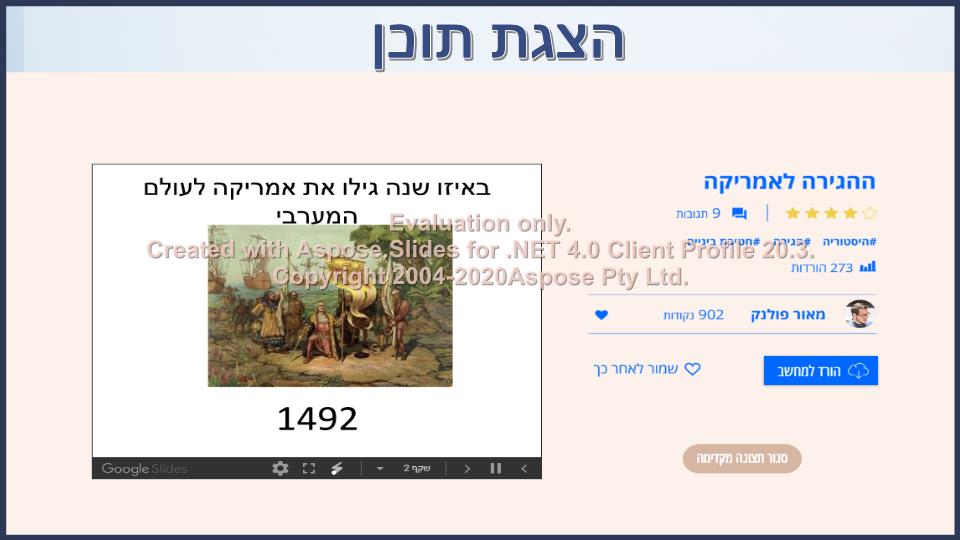 הצגת תוכן
ההגירה לאמריקה
9 תגובות
#היסטוריה #הגירה #חטיבת ביניים
273 הורדות
מאור פולנק
902 נקודות
הורד למחשב
שמור לאחר כך
סגור תצוגה מקדימה
באיזו שנה גילו את אמריקה לעולם
המערבי
1492
Google Slides
שקף 2
Evaluation only.
Created with Aspose.Slides for .NET 4.0 Client Profile 20.3.
Copyright 2004-2020Aspose Pty Ltd.